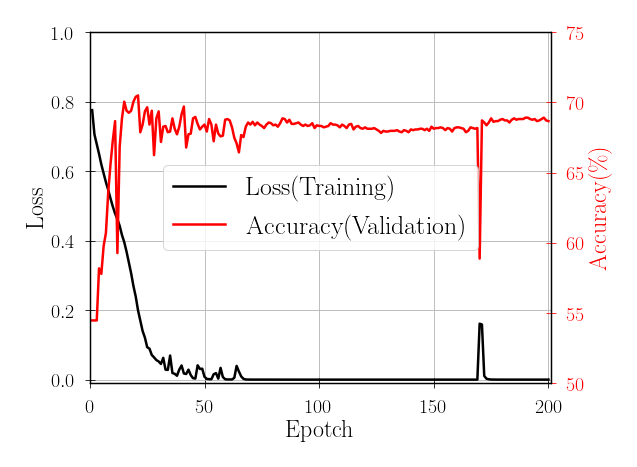 1.0
0.8
0.6
0.4
0.2
0.0
Loss
75
70
65
60
55
50
Accuracy(%)
Loss(Training)
Accuracy(Validation)
0 50 100 150 200
Epotch